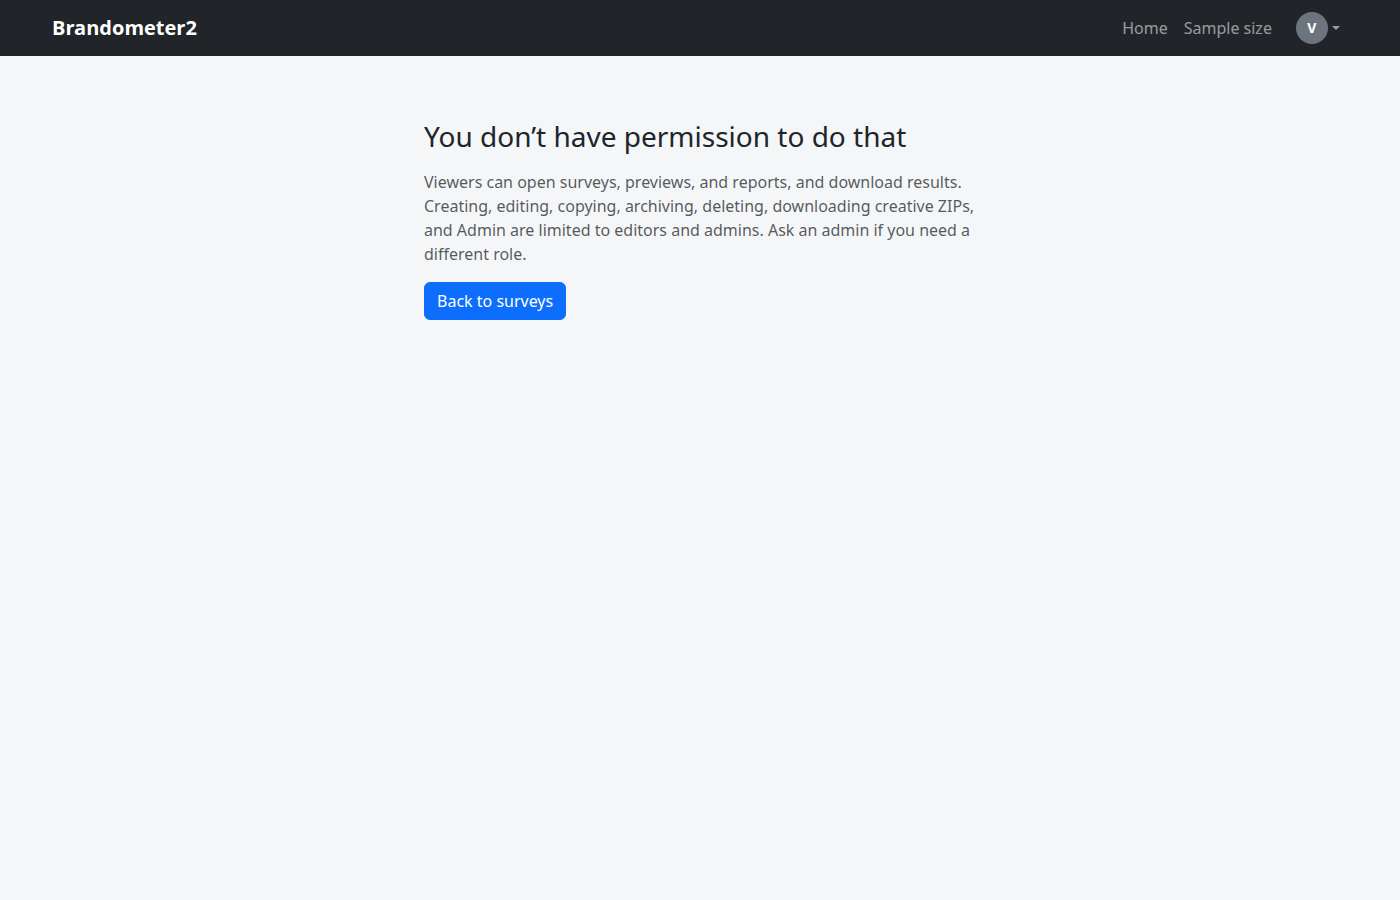 Brandometer2
Home
Sample size
V
You don’t have permission to do that
Viewers can open surveys, previews, and reports, and download results.
Creating, editing, copying, archiving, deleting, downloading creative ZIPs,
and Admin are limited to editors and admins. Ask an admin if you need a
different role.
Back to surveys